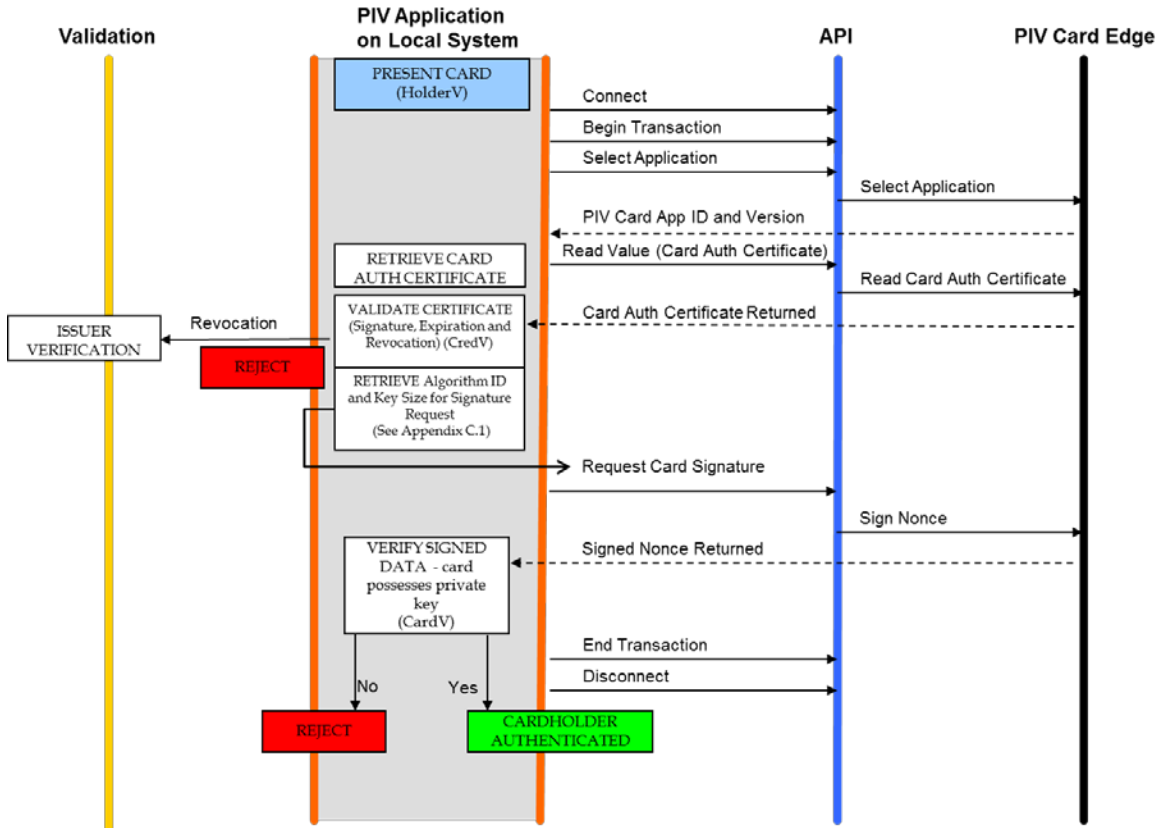 Validation
PIV Application
on Local System
API
PIV Card Edge
PRESENT CARD
(HolderV)
Connect
Begin Transaction
Select Application
Select Application
PIV Card App ID and Version
RETRIEVE CARD
AUTH CERTIFICATE
Read Value (Card Auth Certificate)
Read Card Auth Certificate
VALIDATE CERTIFICATE
(Signature, Expiration and
Revocation) (CredV)
Card Auth Certificate Returned
Revocation
ISSUER
VERIFICATION
REJECT
RETRIEVE Algorithm ID
and Key Size for Signature
Request
(See Appendix C.1)
Request Card Signature
Sign Nonce
VERIFY SIGNED
DATA - card
possesses private
key
(CardV)
Signed Nonce Returned
End Transaction
Disconnect
No
Yes
REJECT
CARDHOLDER
AUTHENTICATED